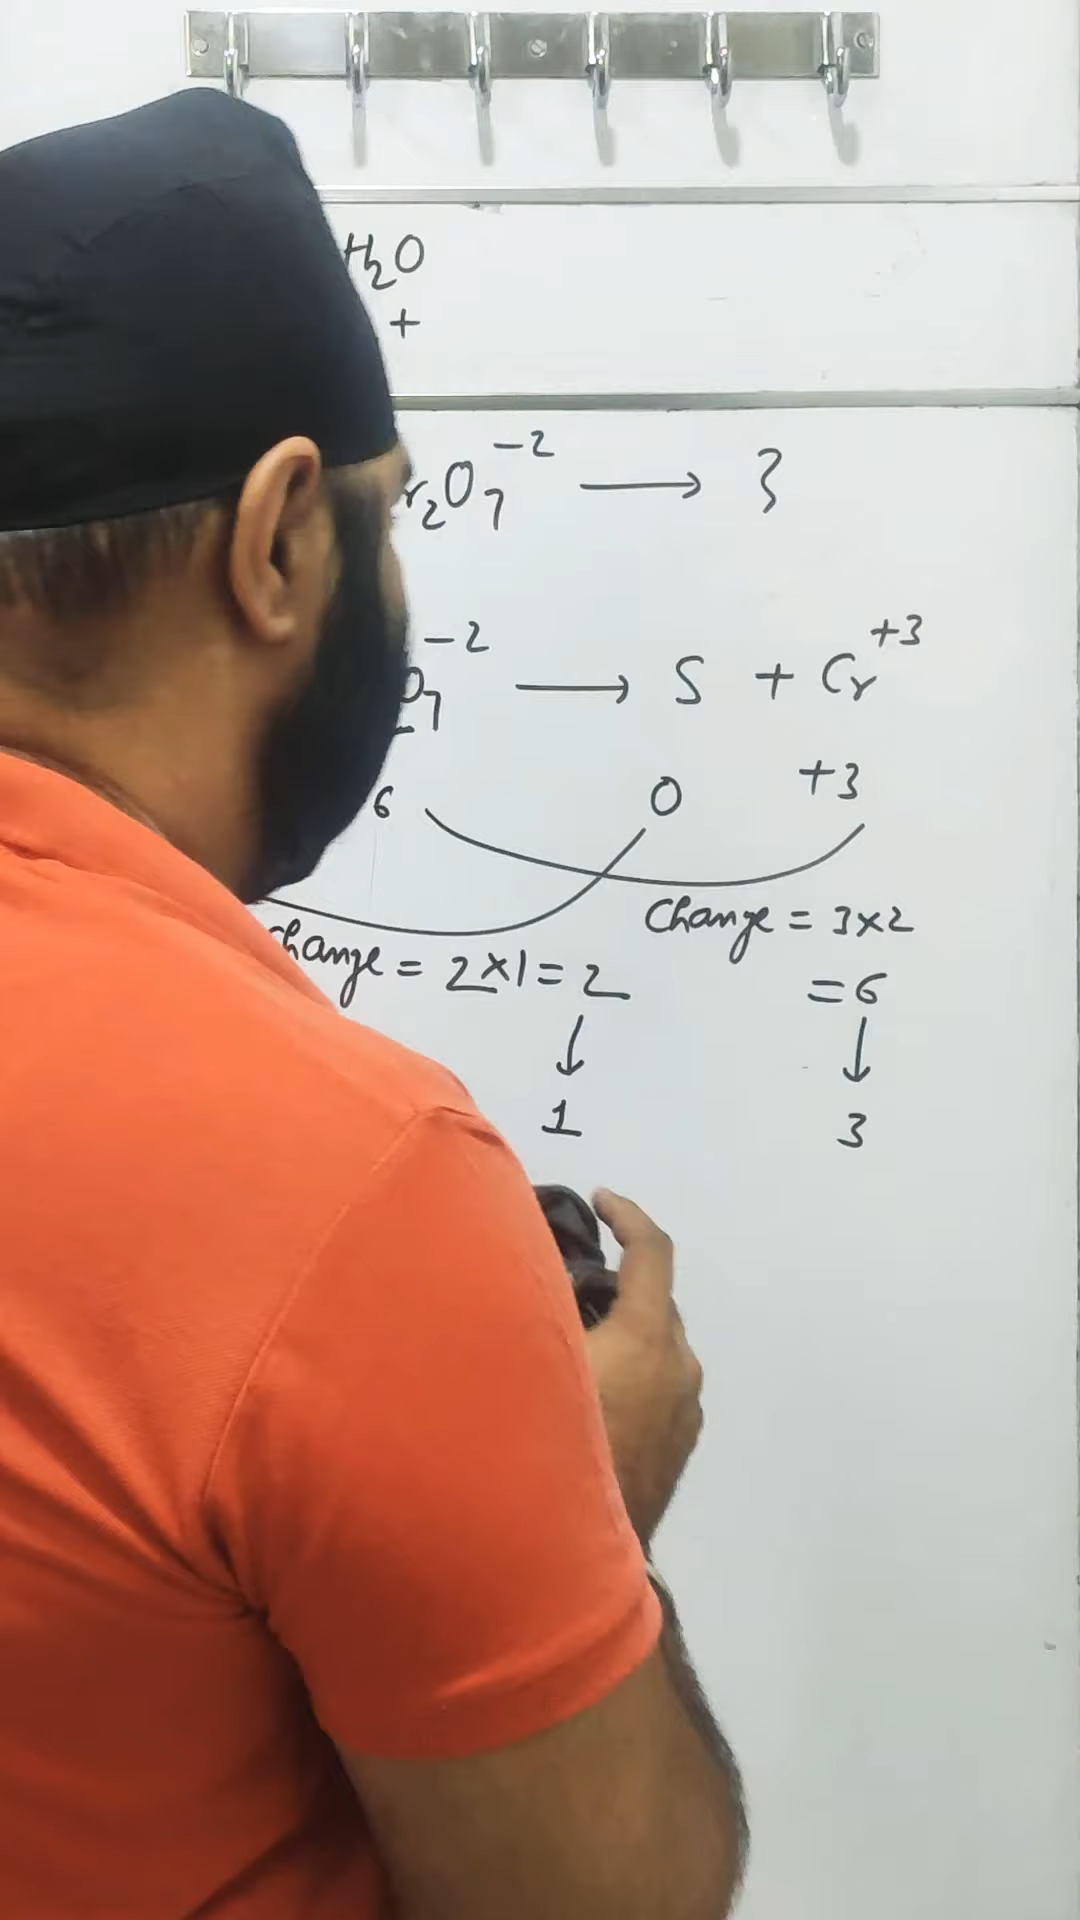 H₂O
+
r₂O₇⁻² ⟶ }
O₇⁻² ⟶ S + Cr⁺³
6 0 +3
Change = 3×2
change = 2×1 = 2
= 6
↓ ↓
1 3